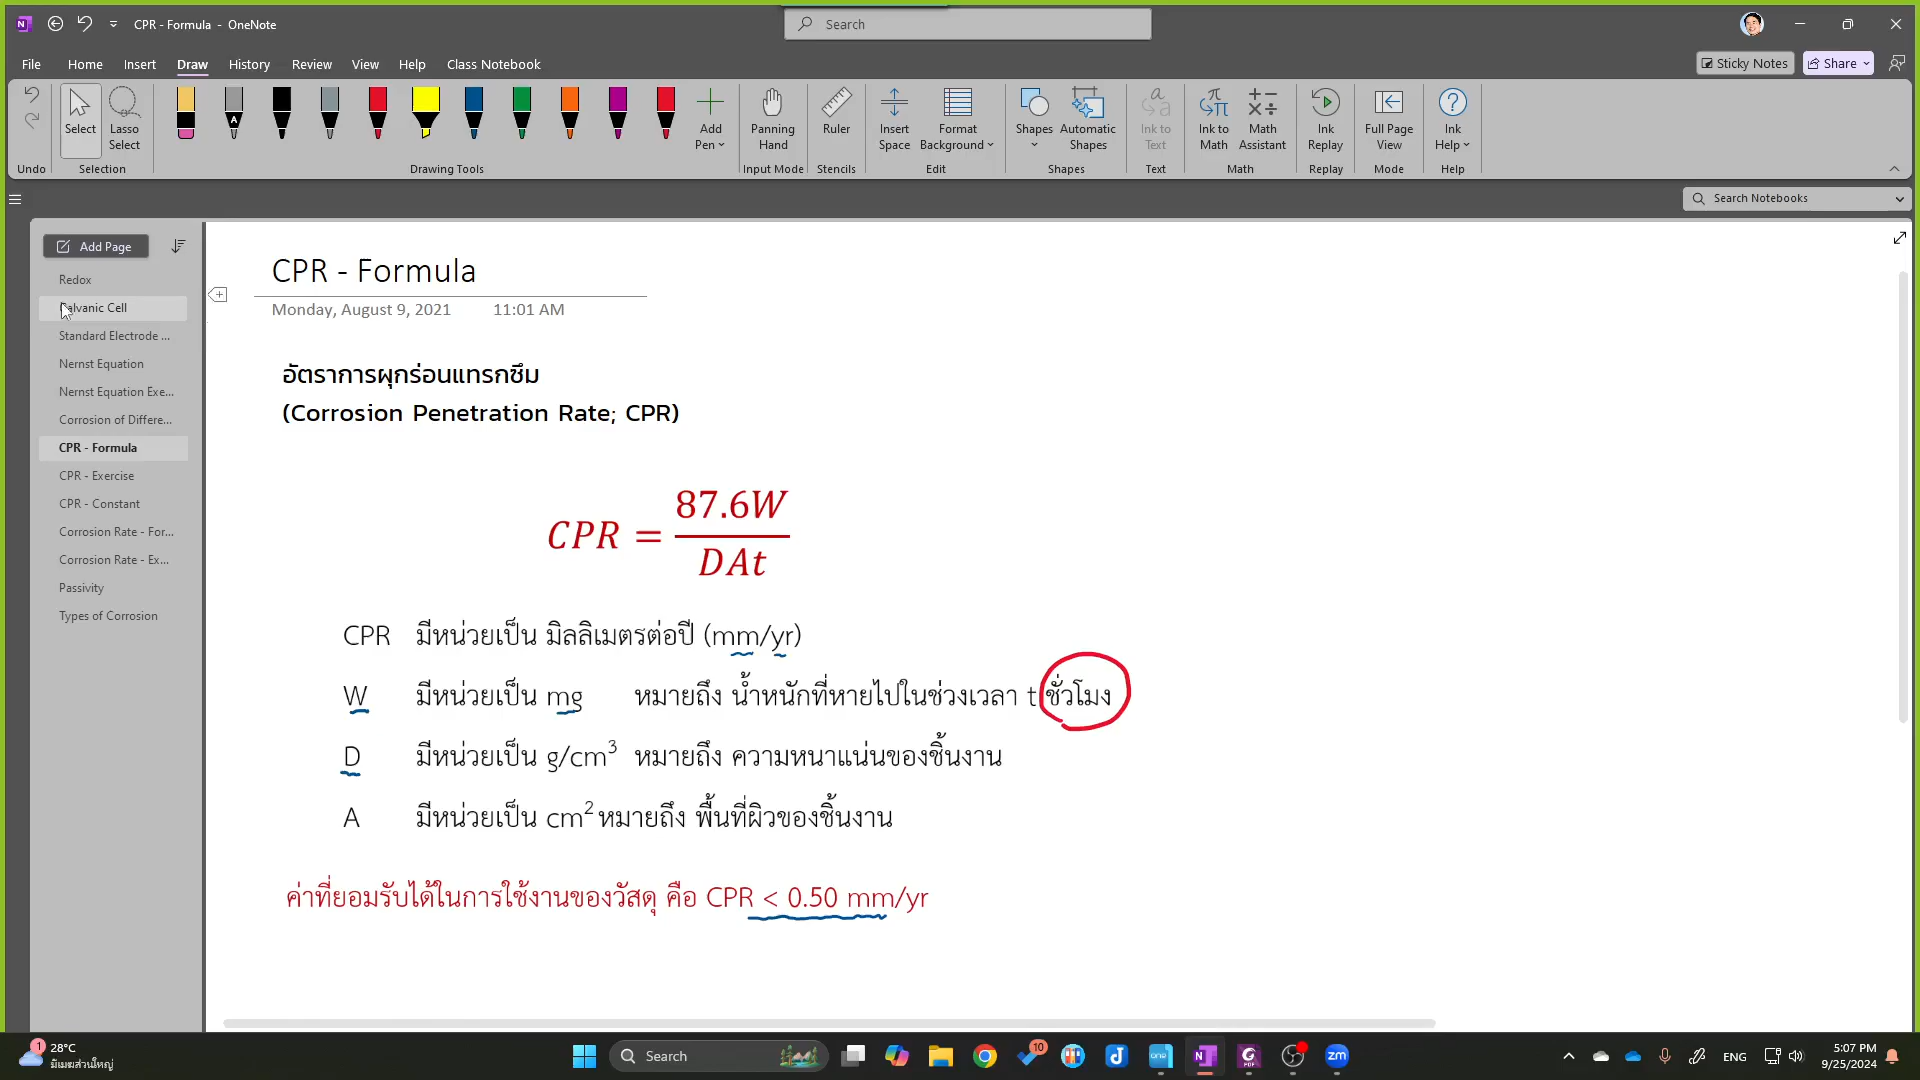 CPR - Formula - OneNote
Search
File Home Insert Draw History Review View Help Class Notebook
Sticky Notes Share
Select
Lasso Select
Add Pen
Panning Hand
Ruler
Insert Space
Format Background
Shapes
Automatic Shapes
Ink to Text
Ink to Math
Math Assistant
Ink Replay
Full Page View
Ink Help
Undo Selection Drawing Tools Input Mode Stencils Edit Shapes Text Math Replay Mode Help
Search Notebooks
Add Page
Redox
Galvanic Cell
Standard Electrode ...
Nernst Equation
Nernst Equation Exe...
Corrosion of Differe...
CPR - Formula
CPR - Exercise
CPR - Constant
Corrosion Rate - For...
Corrosion Rate - Ex...
Passivity
Types of Corrosion
CPR - Formula
Monday, August 9, 2021 11:01 AM
อัตราการผุกร่อนแทรกซึม
(Corrosion Penetration Rate; CPR)
CPR = 87.6W / DAt
CPR มีหน่วยเป็น มิลลิเมตรต่อปี (mm/yr)
W มีหน่วยเป็น mg หมายถึง น้ำหนักที่หายไปในช่วงเวลา t ชั่วโมง
D มีหน่วยเป็น g/cm³ หมายถึง ความหนาแน่นของชิ้นงาน
A มีหน่วยเป็น cm² หมายถึง พื้นที่ผิวของชิ้นงาน
ค่าที่ยอมรับได้ในการใช้งานของวัสดุ คือ CPR < 0.50 mm/yr
1
28°C
มีเมฆส่วนใหญ่
Search
10
ENG
5:07 PM
9/25/2024